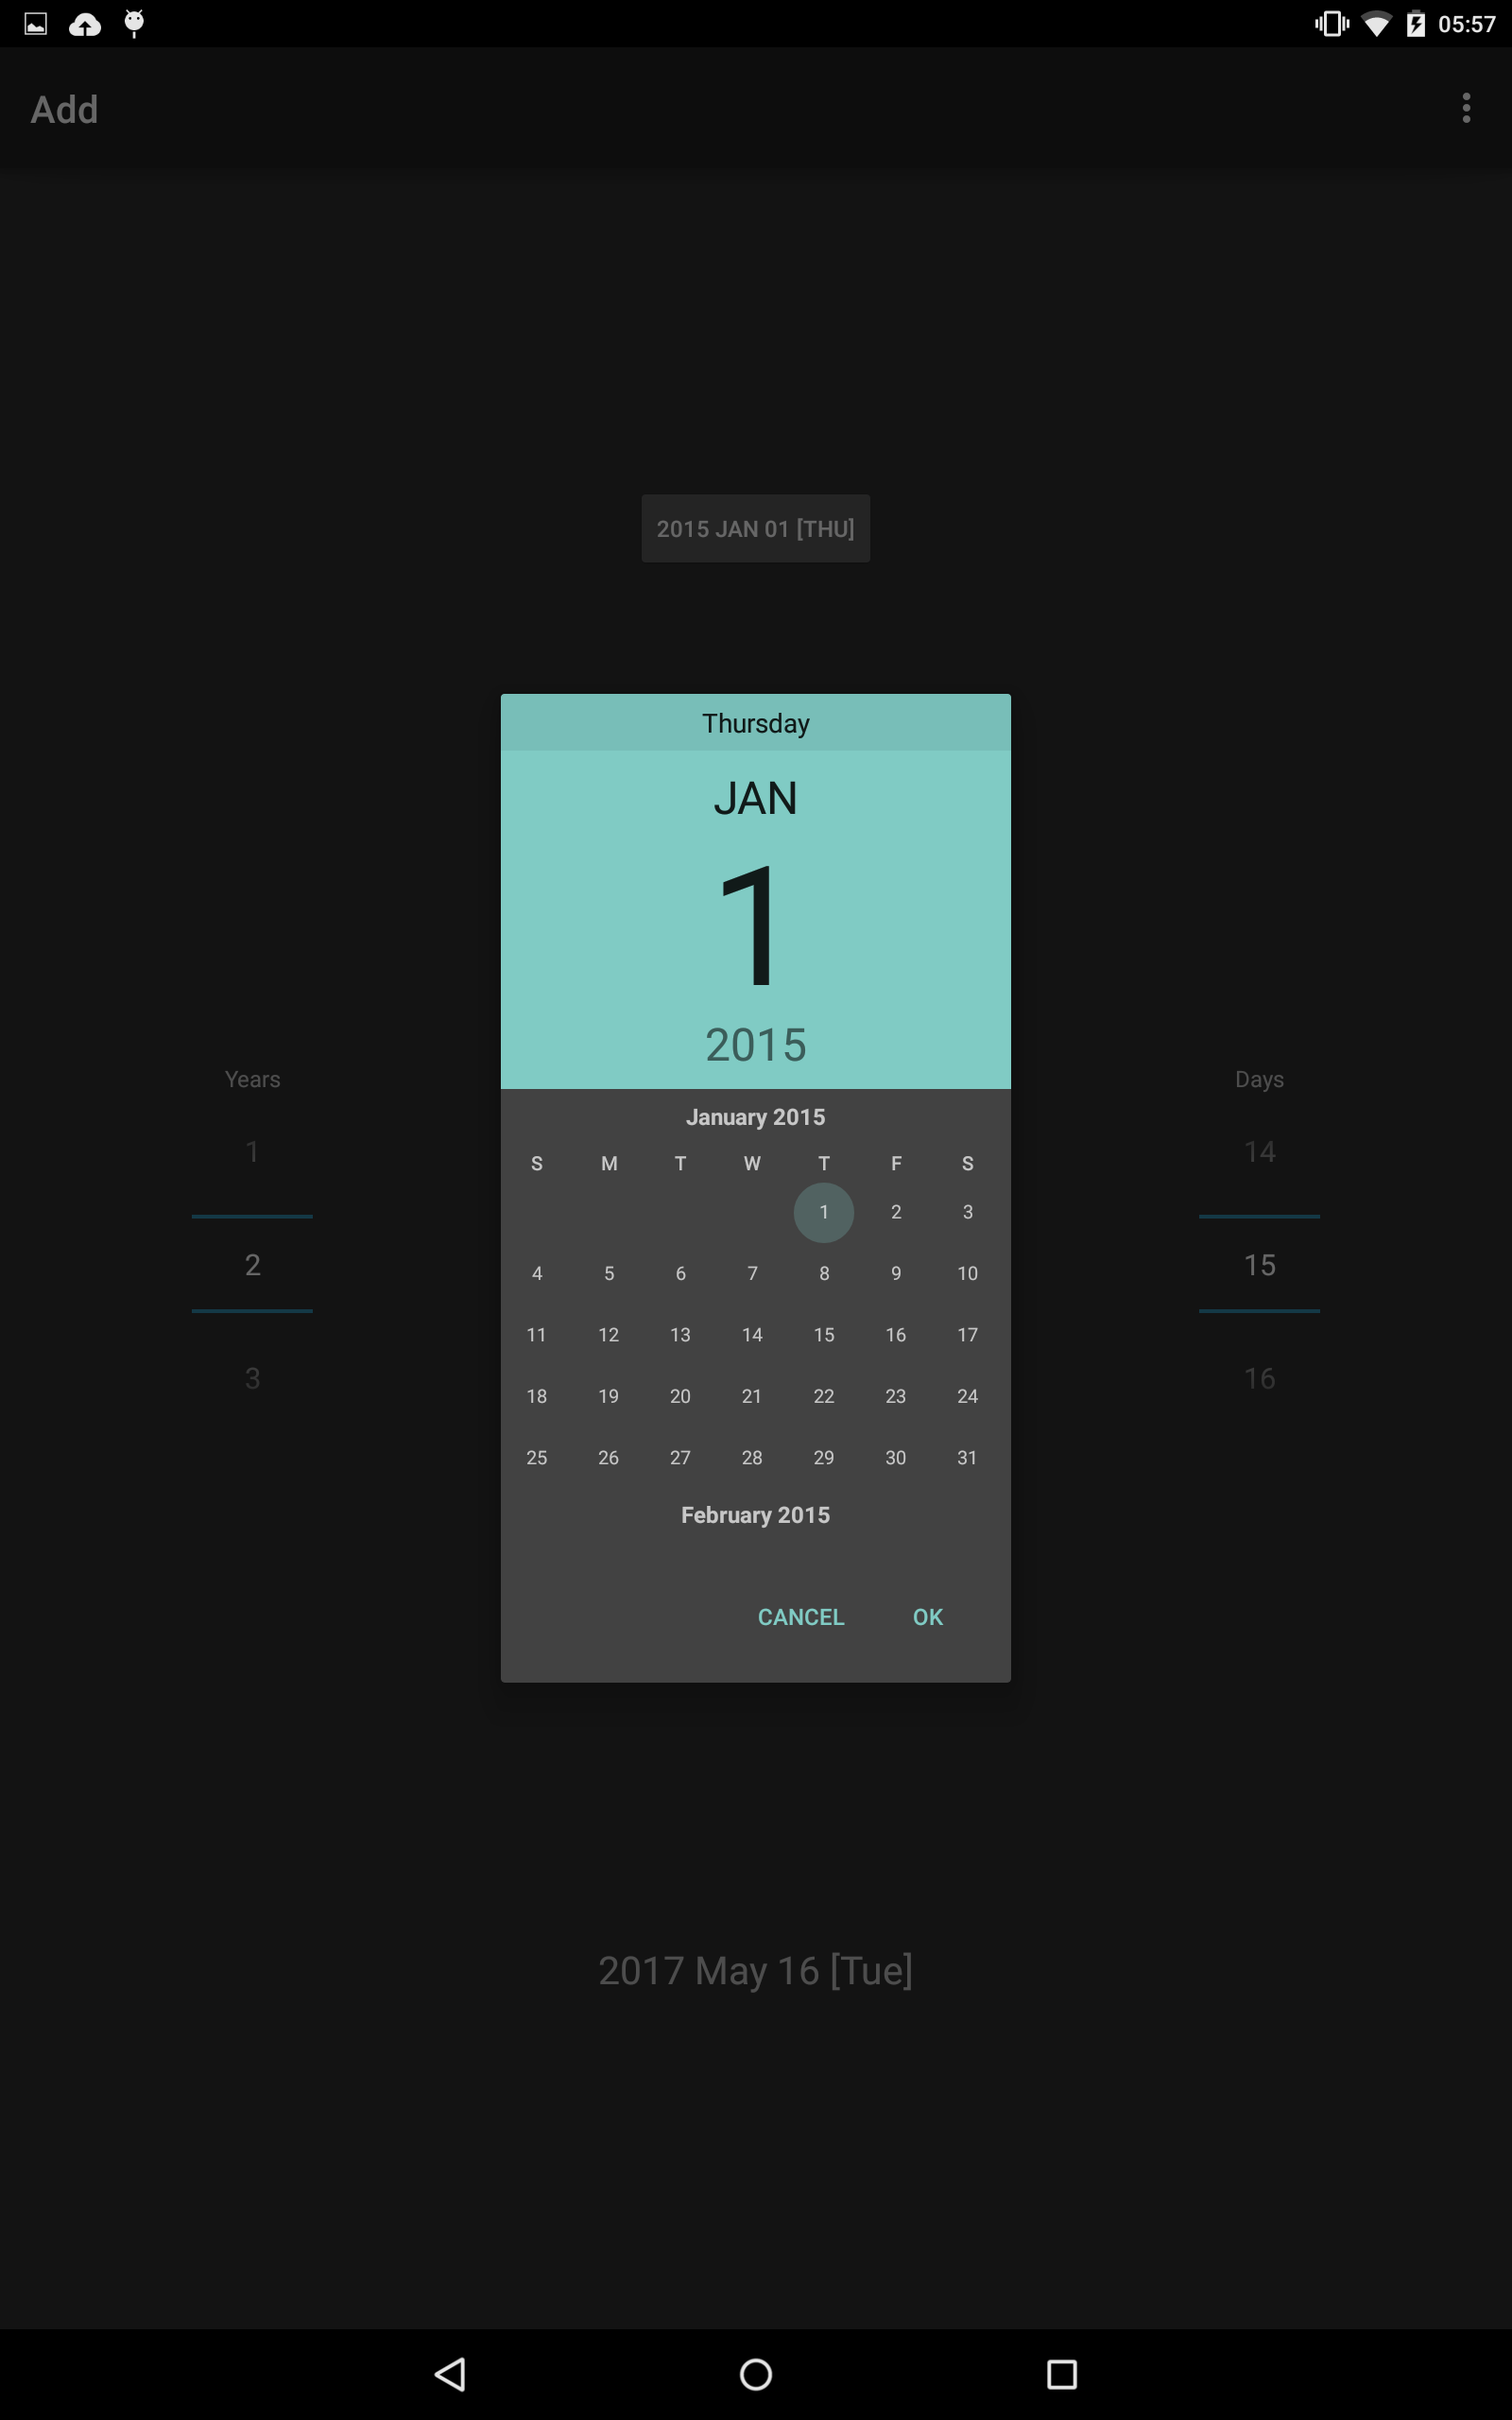 05:57
Add
2015 JAN 01 [THU]
Thursday
JAN
1
2015
Years
Days
1
14
2
15
3
16
January 2015
S M T W T F S
1 2 3
4 5 6 7 8 9 10
11 12 13 14 15 16 17
18 19 20 21 22 23 24
25 26 27 28 29 30 31
February 2015
CANCEL OK
2017 May 16 [Tue]